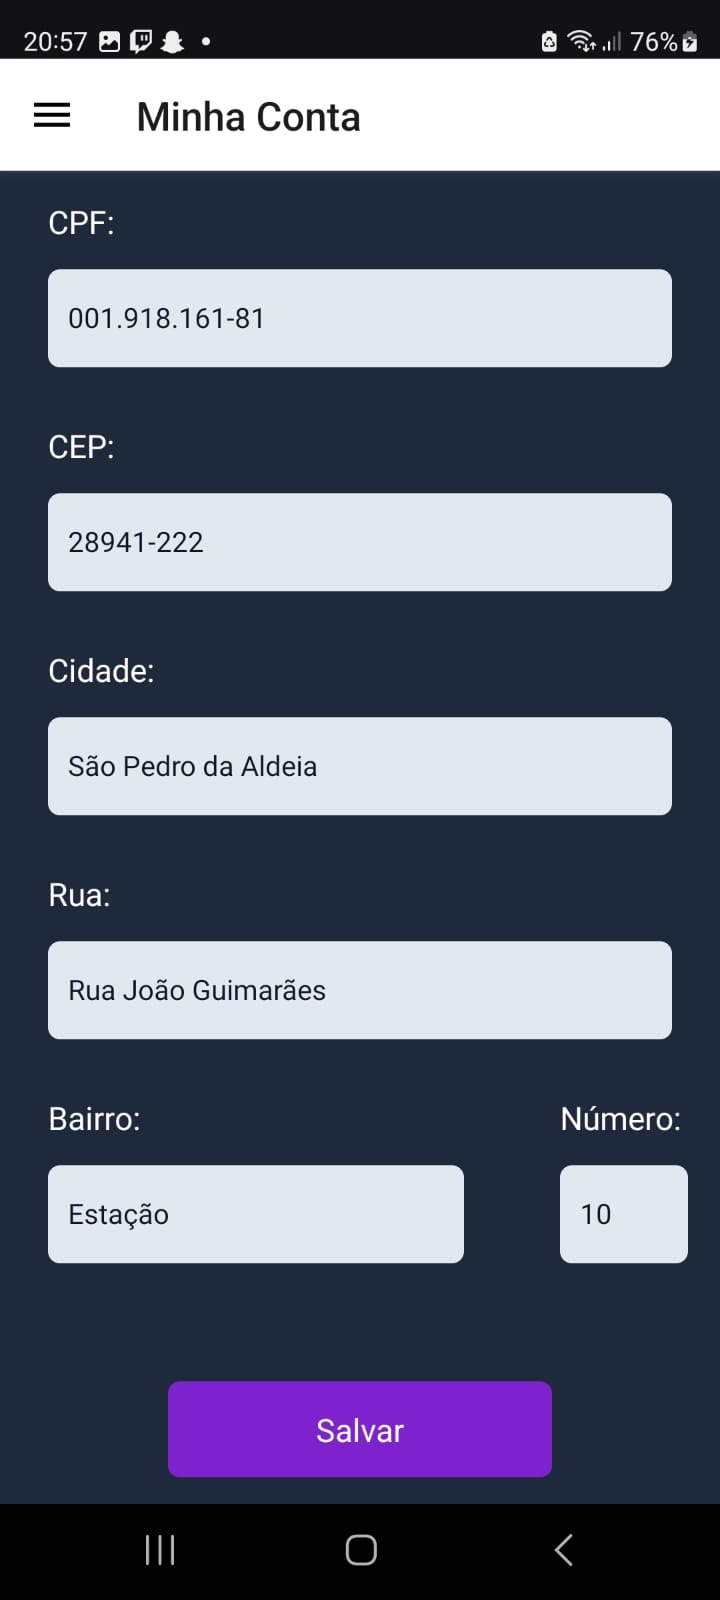 20:57 76%
Minha Conta
CPF:
001.918.161-81
CEP:
28941-222
Cidade:
São Pedro da Aldeia
Rua:
Rua João Guimarães
Bairro: Número:
Estação 10
Salvar